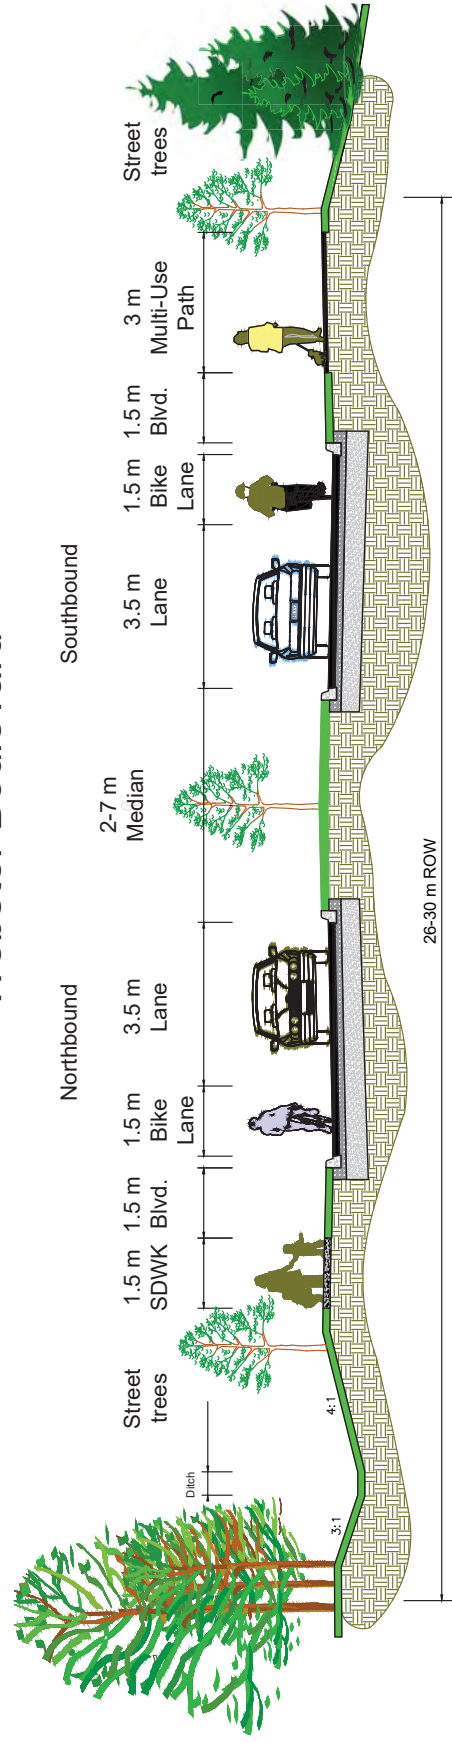 Northbound
Southbound
Street
trees
1.5 m
SDWK
1.5 m
Blvd.
1.5 m
Bike
Lane
3.5 m
Lane
2-7 m
Median
3.5 m
Lane
1.5 m
Bike
Lane
1.5 m
Blvd.
3 m
Multi-Use
Path
Street
trees
Ditch
3:1
4:1
26-30 m ROW